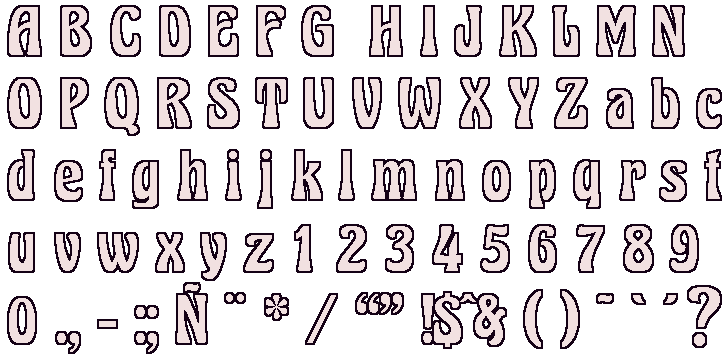 A B C D E F G H I J K L M N
O P Q R S T U V W X Y Z a b c
d e f g h i j k l m n o p q r s t
u v w x y z 1 2 3 4 5 6 7 8 9
0 . , - : ; Ñ ¨ * / “ ” ! $ ^ & ( ) ~ ` ´ ?